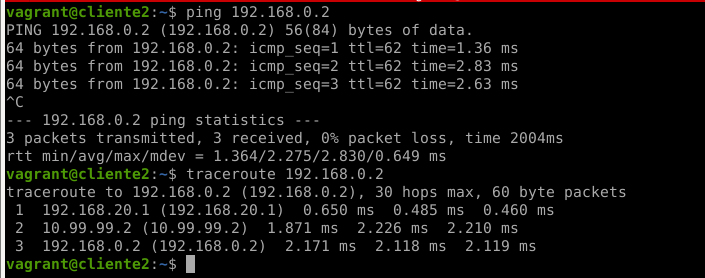 vagrant@cliente2:~$ ping 192.168.0.2
PING 192.168.0.2 (192.168.0.2) 56(84) bytes of data.
64 bytes from 192.168.0.2: icmp_seq=1 ttl=62 time=1.36 ms
64 bytes from 192.168.0.2: icmp_seq=2 ttl=62 time=2.83 ms
64 bytes from 192.168.0.2: icmp_seq=3 ttl=62 time=2.63 ms
^C
--- 192.168.0.2 ping statistics ---
3 packets transmitted, 3 received, 0% packet loss, time 2004ms
rtt min/avg/max/mdev = 1.364/2.275/2.830/0.649 ms
vagrant@cliente2:~$ traceroute 192.168.0.2
traceroute to 192.168.0.2 (192.168.0.2), 30 hops max, 60 byte packets
 1  192.168.20.1 (192.168.20.1)  0.650 ms  0.485 ms  0.460 ms
 2  10.99.99.2 (10.99.99.2)  1.871 ms  2.226 ms  2.210 ms
 3  192.168.0.2 (192.168.0.2)  2.171 ms  2.118 ms  2.119 ms
vagrant@cliente2:~$